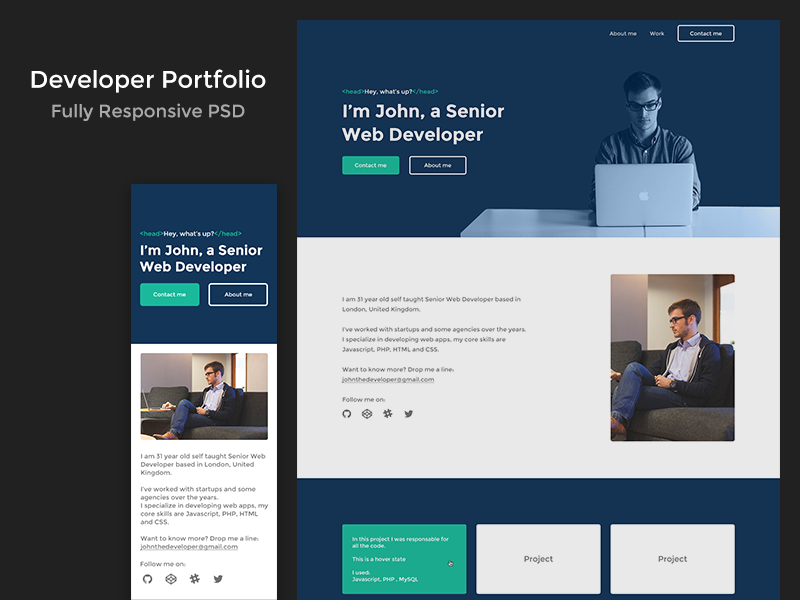 Developer Portfolio
Fully Responsive PSD
<head>Hey, what's up?</head>
I'm John, a Senior
Web Developer
Contact me
About me
I am 31 year old self taught Senior Web
Developer based in London, United
Kingdom.
I've worked with startups and some
agencies over the years.
I specialize in developing web apps, my
core skills are Javascript, PHP, HTML
and CSS.
Want to know more? Drop me a line:
johnthedeveloper@gmail.com
Follow me on:
About me
Work
Contact me
<head>Hey, what's up?</head>
I'm John, a Senior
Web Developer
Contact me
About me
I am 31 year old self taught Senior Web Developer based in
London, United Kingdom.
I've worked with startups and some agencies over the years.
I specialize in developing web apps, my core skills are
Javascript, PHP, HTML and CSS.
Want to know more? Drop me a line:
johnthedeveloper@gmail.com
Follow me on:
In this project I was responsable for
all the code.
This is a hover state
I used:
Javascript, PHP , MySQL
Project
Project